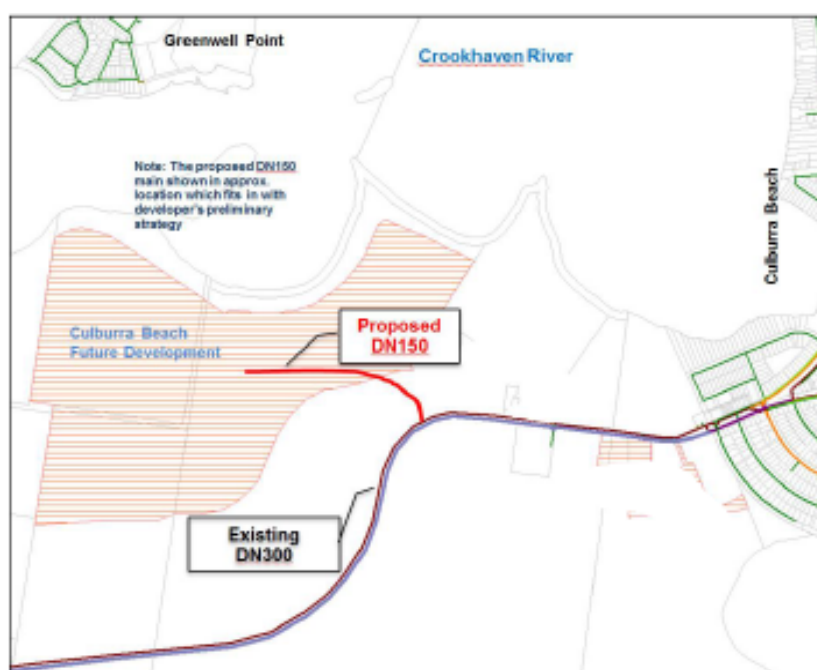 Greenwell Point
Crookhaven River
Note: The proposed DN150
main shown in approx.
location which fits in with
developer's preliminary
strategy
Culburra Beach
Culburra Beach
Future Development
Proposed
DN150
Existing
DN300